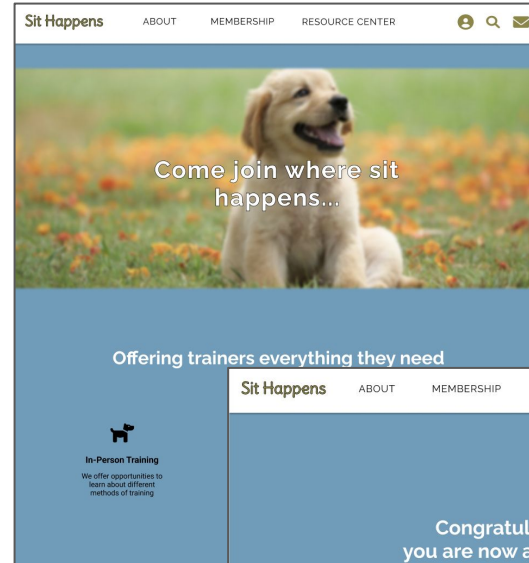 Sit Happens ABOUT MEMBERSHIP RESOURCE CENTER
Come join where sit
happens...
Offering trainers everything they need
In-Person Training
We offer opportunities to
learn about different
methods of training
Sit Happens ABOUT MEMBERSHIP
Congratul
you are now a